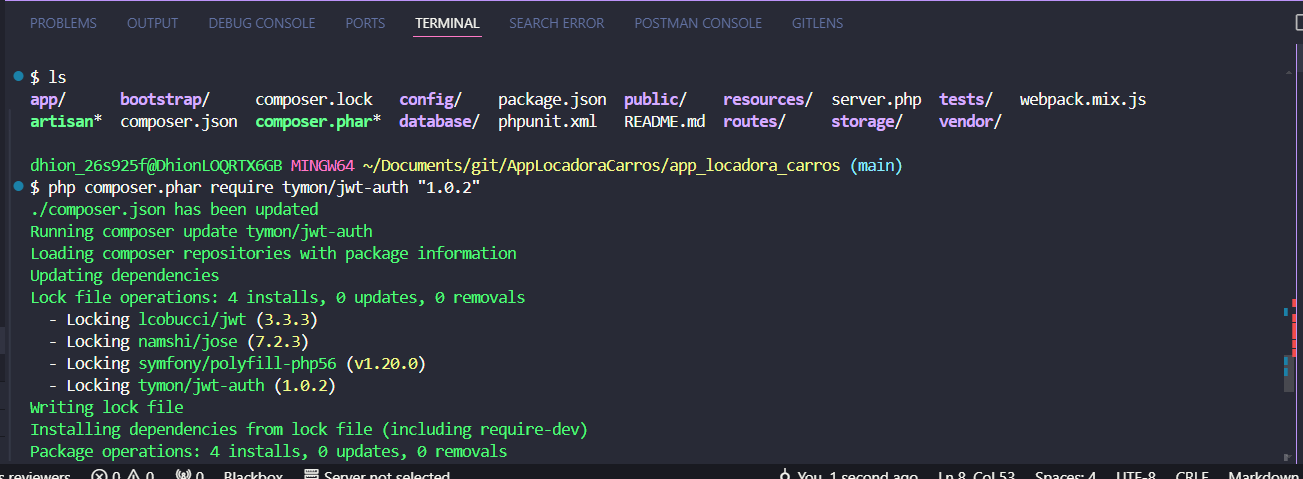 PROBLEMS OUTPUT DEBUG CONSOLE PORTS TERMINAL SEARCH ERROR POSTMAN CONSOLE GITLENS
$ ls
app/ bootstrap/ composer.lock config/ package.json public/ resources/ server.php tests/ webpack.mix.js
artisan* composer.json composer.phar* database/ phpunit.xml README.md routes/ storage/ vendor/
dhion_26s925f@DhionLOQRTX6GB MINGW64 ~/Documents/git/AppLocadoraCarros/app_locadora_carros (main)
$ php composer.phar require tymon/jwt-auth "1.0.2"
./composer.json has been updated
Running composer update tymon/jwt-auth
Loading composer repositories with package information
Updating dependencies
Lock file operations: 4 installs, 0 updates, 0 removals
- Locking lcobucci/jwt (3.3.3)
- Locking namshi/jose (7.2.3)
- Locking symfony/polyfill-php56 (v1.20.0)
- Locking tymon/jwt-auth (1.0.2)
Writing lock file
Installing dependencies from lock file (including require-dev)
Package operations: 4 installs, 0 updates, 0 removals
s reviewers 0 0 0 Blackbox Server not selected You, 1 second ago Ln 8, Col 53 Spaces: 4 UTF-8 CRLF Markdown